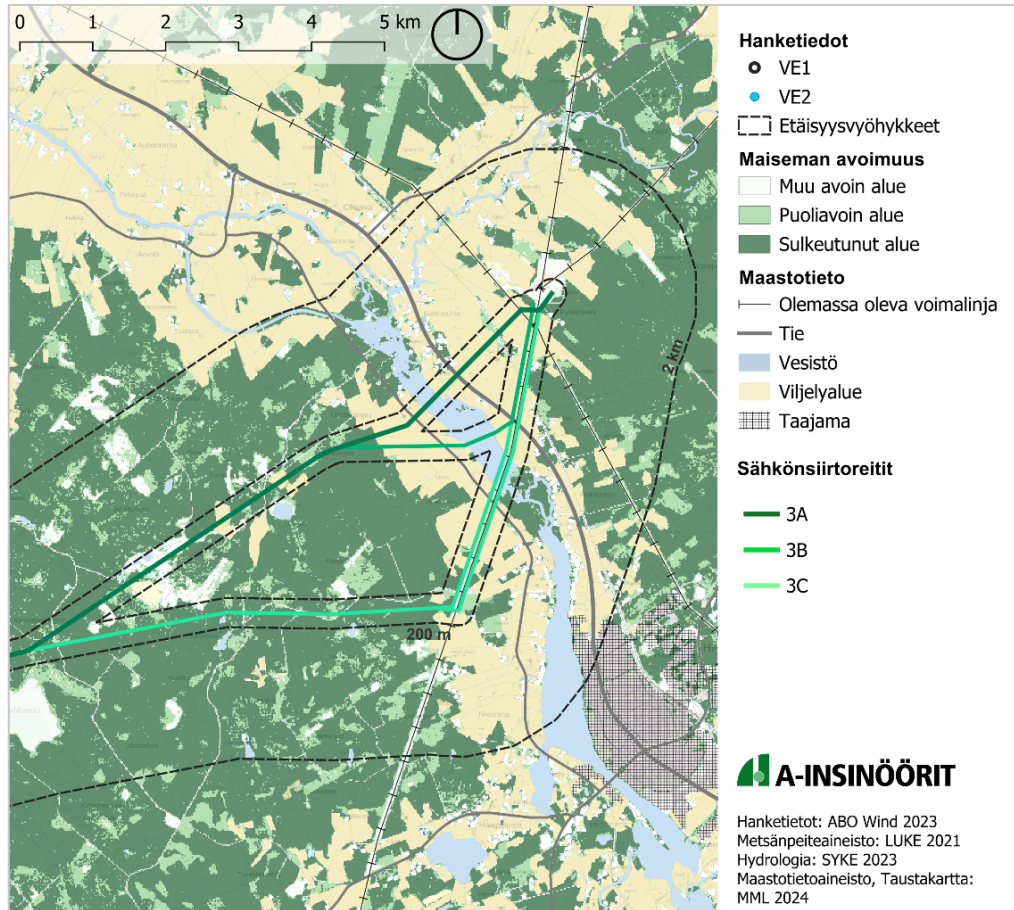 0 1 2 3 4 5 km
2 km
200 m
Hanketiedot
VE1
VE2
Etäisyysvyöhykkeet
Maiseman avoimuus
Muu avoin alue
Puoliavoin alue
Sulkeutunut alue
Maastotieto
Olemassa oleva voimalinja
Tie
Vesistö
Viljelyalue
Taajama
Sähkönsiirtoreitit
3A
3B
3C
A-INSINÖÖRIT
Hanketietot: ABO Wind 2023
Metsänpeiteaineisto: LUKE 2021
Hydrologia: SYKE 2023
Maastotietoaineisto, Taustakartta:
MML 2024